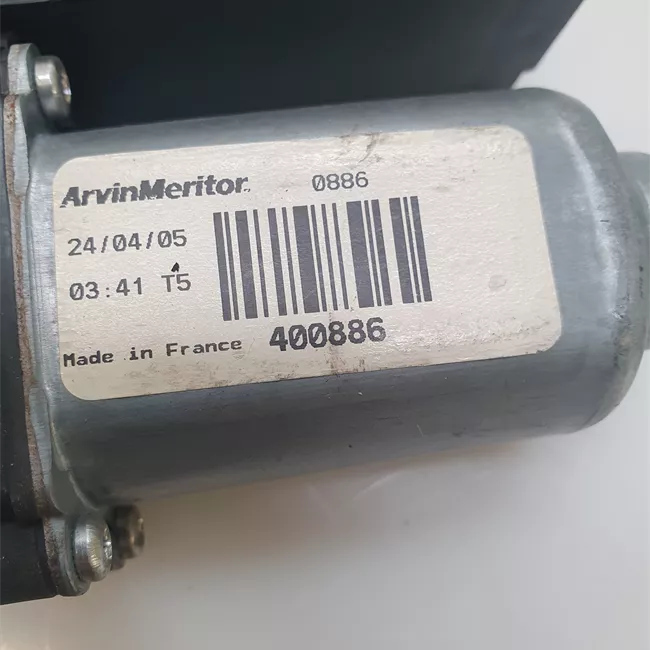 ArvinMeritor 0886
24/04/05
03:41 T5
Made in France 400886